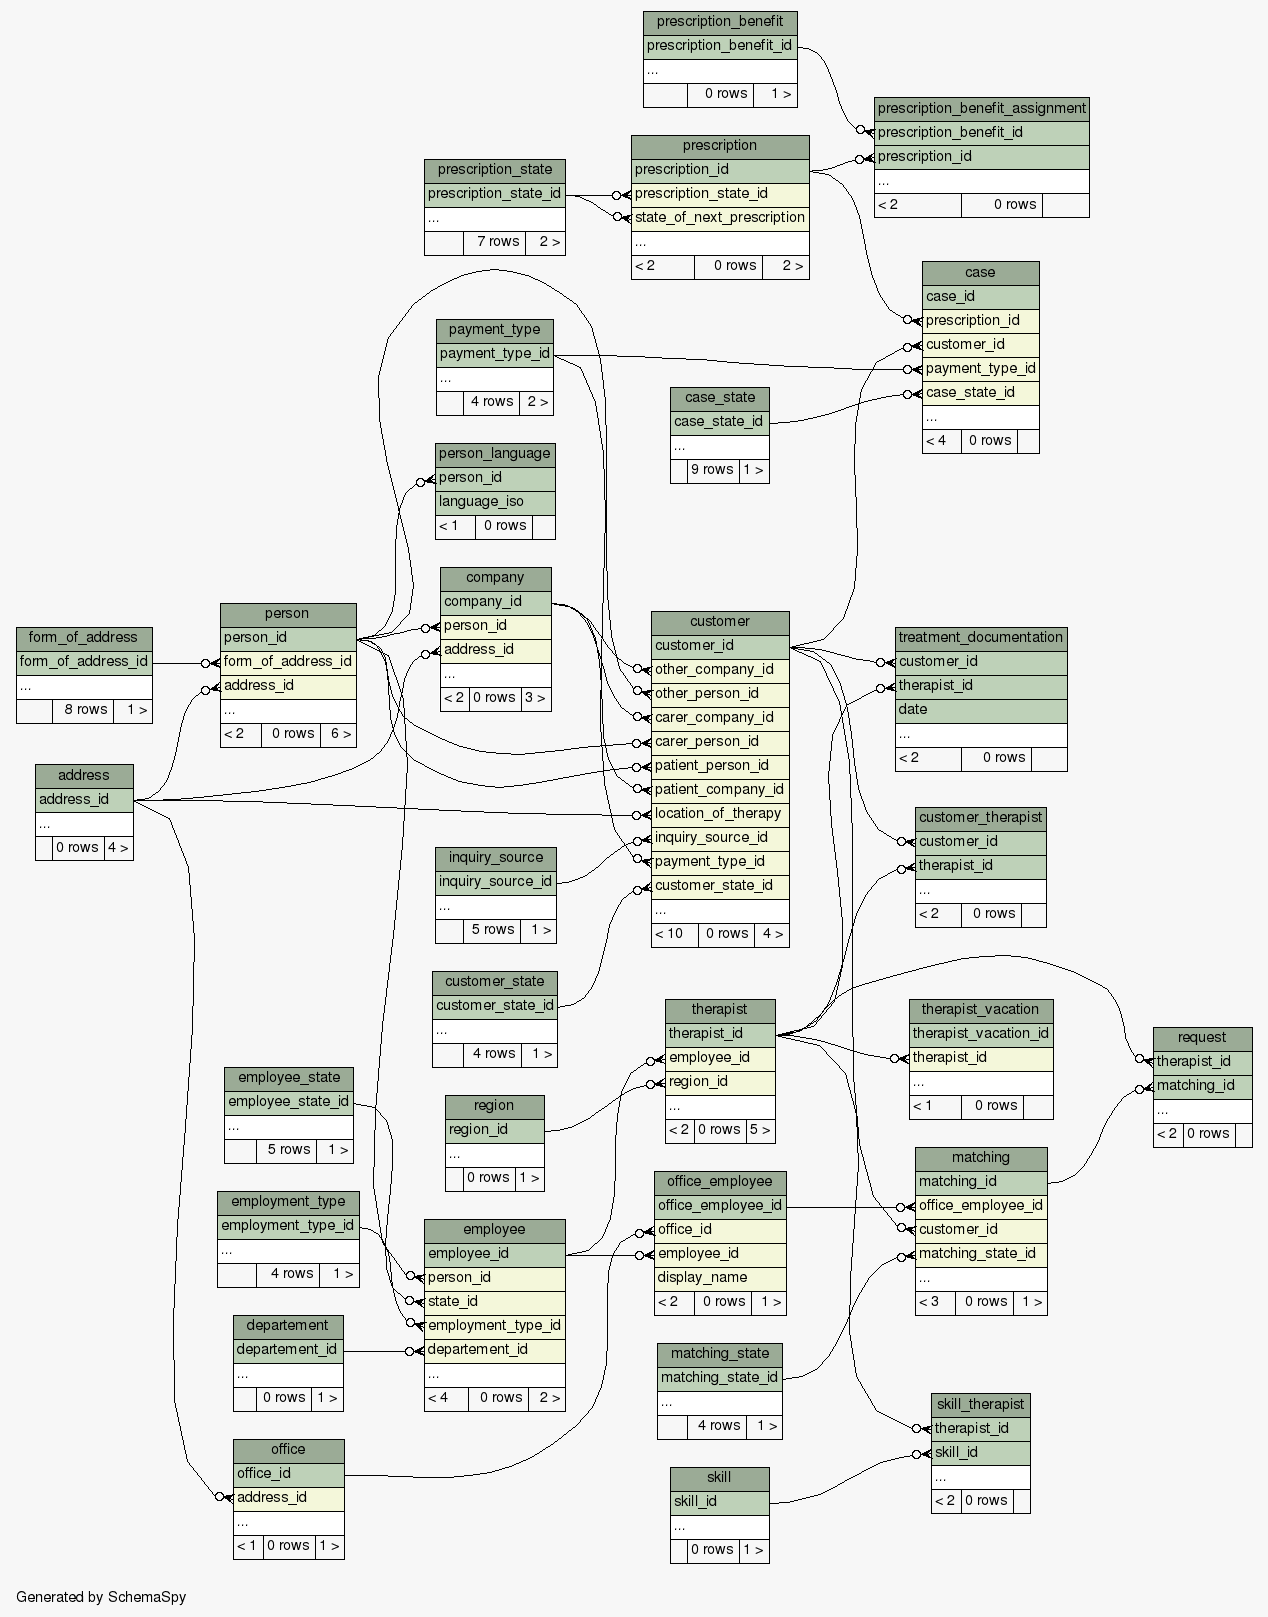 prescription_benefit
prescription_benefit_id
...
0 rows 1 >
prescription_benefit_assignment
prescription_benefit_id
prescription_id
...
< 2 0 rows
prescription
prescription_id
prescription_state_id
state_of_next_prescription
...
< 2 0 rows 2 >
prescription_state
prescription_state_id
...
7 rows 2 >
case
case_id
prescription_id
customer_id
payment_type_id
case_state_id
...
< 4 0 rows
payment_type
payment_type_id
...
4 rows 2 >
case_state
case_state_id
...
9 rows 1 >
person_language
person_id
language_iso
< 1 0 rows
company
company_id
person_id
address_id
...
< 2 0 rows 3 >
person
person_id
form_of_address_id
address_id
...
< 2 0 rows 6 >
form_of_address
form_of_address_id
...
8 rows 1 >
customer
customer_id
other_company_id
other_person_id
carer_company_id
carer_person_id
patient_person_id
patient_company_id
location_of_therapy
inquiry_source_id
payment_type_id
customer_state_id
...
< 10 0 rows 4 >
treatment_documentation
customer_id
therapist_id
date
...
< 2 0 rows
address
address_id
...
0 rows 4 >
customer_therapist
customer_id
therapist_id
...
< 2 0 rows
inquiry_source
inquiry_source_id
...
5 rows 1 >
customer_state
customer_state_id
...
4 rows 1 >
therapist
therapist_id
employee_id
region_id
...
< 2 0 rows 5 >
therapist_vacation
therapist_vacation_id
therapist_id
...
< 1 0 rows
request
therapist_id
matching_id
...
< 2 0 rows
employee_state
employee_state_id
...
5 rows 1 >
region
region_id
...
0 rows 1 >
matching
matching_id
office_employee_id
customer_id
matching_state_id
...
< 3 0 rows 1 >
office_employee
office_employee_id
office_id
employee_id
display_name
< 2 0 rows 1 >
employment_type
employment_type_id
...
4 rows 1 >
employee
employee_id
person_id
state_id
employment_type_id
departement_id
...
< 4 0 rows 2 >
departement
departement_id
...
0 rows 1 >
matching_state
matching_state_id
...
4 rows 1 >
skill_therapist
therapist_id
skill_id
...
< 2 0 rows
office
office_id
address_id
...
< 1 0 rows 1 >
skill
skill_id
...
0 rows 1 >
Generated by SchemaSpy